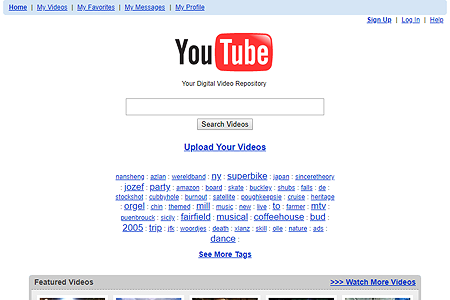 Home | My Videos | My Favorites | My Messages | My Profile
Sign Up | Log In | Help
YouTube
Your Digital Video Repository
Search Videos
Upload Your Videos
nansheng : azian : wereldband : ny : superbike : japan : sinceretheory
: jozef : party : amazon : board : skate : buckley : shubs : falls : de :
stockshot : cubbyhole : burnout : satellite : poughkeepsie : cruise : heritage
: orgel : chin : themed : mill : music : new : live : to : farmer : mtv :
puenbrouck : sicily : fairfield : musical : coffeehouse : bud :
2005 : trip : jfk : woordjes : death : xianz : skill : olie : nature : ads :
dance :
See More Tags
Featured Videos
>>> Watch More Videos